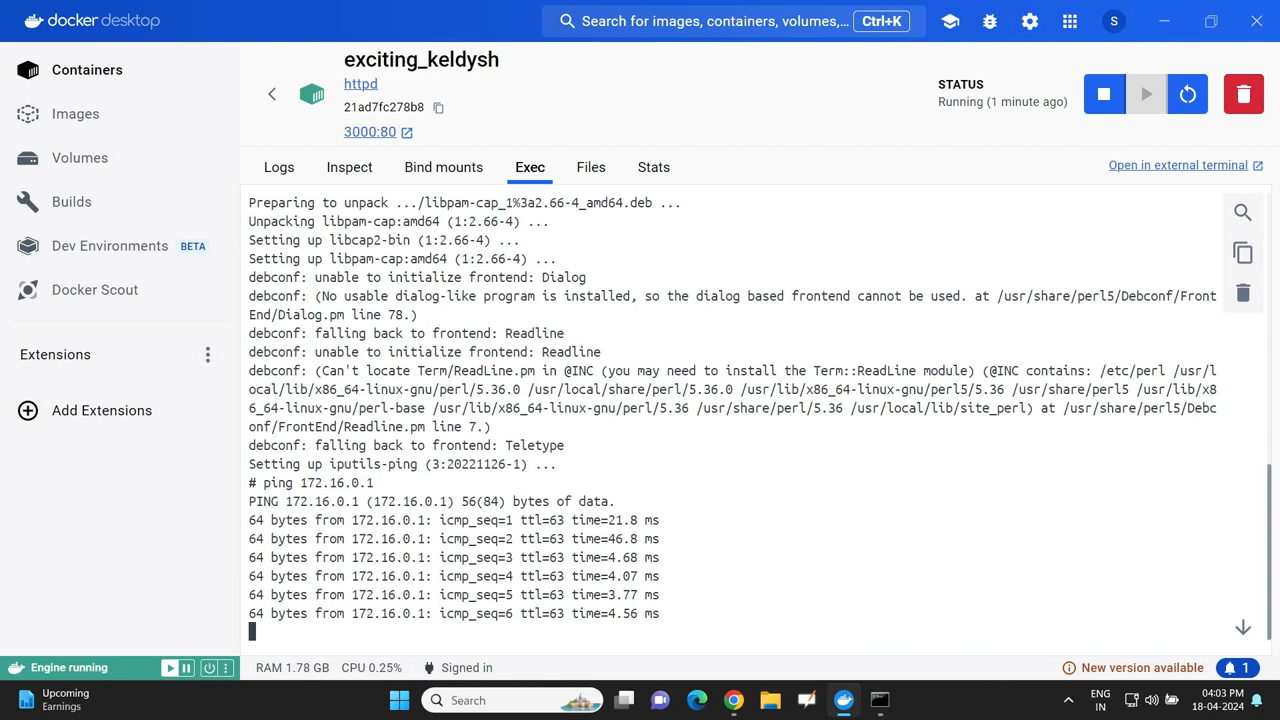 docker desktop
Search for images, containers, volumes,... Ctrl+K
S
Containers
Images
Volumes
Builds
Dev Environments BETA
Docker Scout
Extensions
Add Extensions
exciting_keldysh
httpd
21ad7fc278b8
3000:80
STATUS
Running (1 minute ago)
Logs Inspect Bind mounts Exec Files Stats
Open in external terminal
Preparing to unpack .../libpam-cap_1%3a2.66-4_amd64.deb ...
Unpacking libpam-cap:amd64 (1:2.66-4) ...
Setting up libcap2-bin (1:2.66-4) ...
Setting up libpam-cap:amd64 (1:2.66-4) ...
debconf: unable to initialize frontend: Dialog
debconf: (No usable dialog-like program is installed, so the dialog based frontend cannot be used. at /usr/share/perl5/Debconf/Front
End/Dialog.pm line 78.)
debconf: falling back to frontend: Readline
debconf: unable to initialize frontend: Readline
debconf: (Can't locate Term/ReadLine.pm in @INC (you may need to install the Term::ReadLine module) (@INC contains: /etc/perl /usr/l
ocal/lib/x86_64-linux-gnu/perl/5.36.0 /usr/local/share/perl/5.36.0 /usr/lib/x86_64-linux-gnu/perl5/5.36 /usr/share/perl5 /usr/lib/x8
6_64-linux-gnu/perl-base /usr/lib/x86_64-linux-gnu/perl/5.36 /usr/share/perl/5.36 /usr/local/lib/site_perl) at /usr/share/perl5/Debc
onf/FrontEnd/Readline.pm line 7.)
debconf: falling back to frontend: Teletype
Setting up iputils-ping (3:20221126-1) ...
# ping 172.16.0.1
PING 172.16.0.1 (172.16.0.1) 56(84) bytes of data.
64 bytes from 172.16.0.1: icmp_seq=1 ttl=63 time=21.8 ms
64 bytes from 172.16.0.1: icmp_seq=2 ttl=63 time=46.8 ms
64 bytes from 172.16.0.1: icmp_seq=3 ttl=63 time=4.68 ms
64 bytes from 172.16.0.1: icmp_seq=4 ttl=63 time=4.07 ms
64 bytes from 172.16.0.1: icmp_seq=5 ttl=63 time=3.77 ms
64 bytes from 172.16.0.1: icmp_seq=6 ttl=63 time=4.56 ms
Engine running
RAM 1.78 GB CPU 0.25% Signed in
New version available
1
Upcoming
Earnings
Search
ENG
IN
04:03 PM
18-04-2024